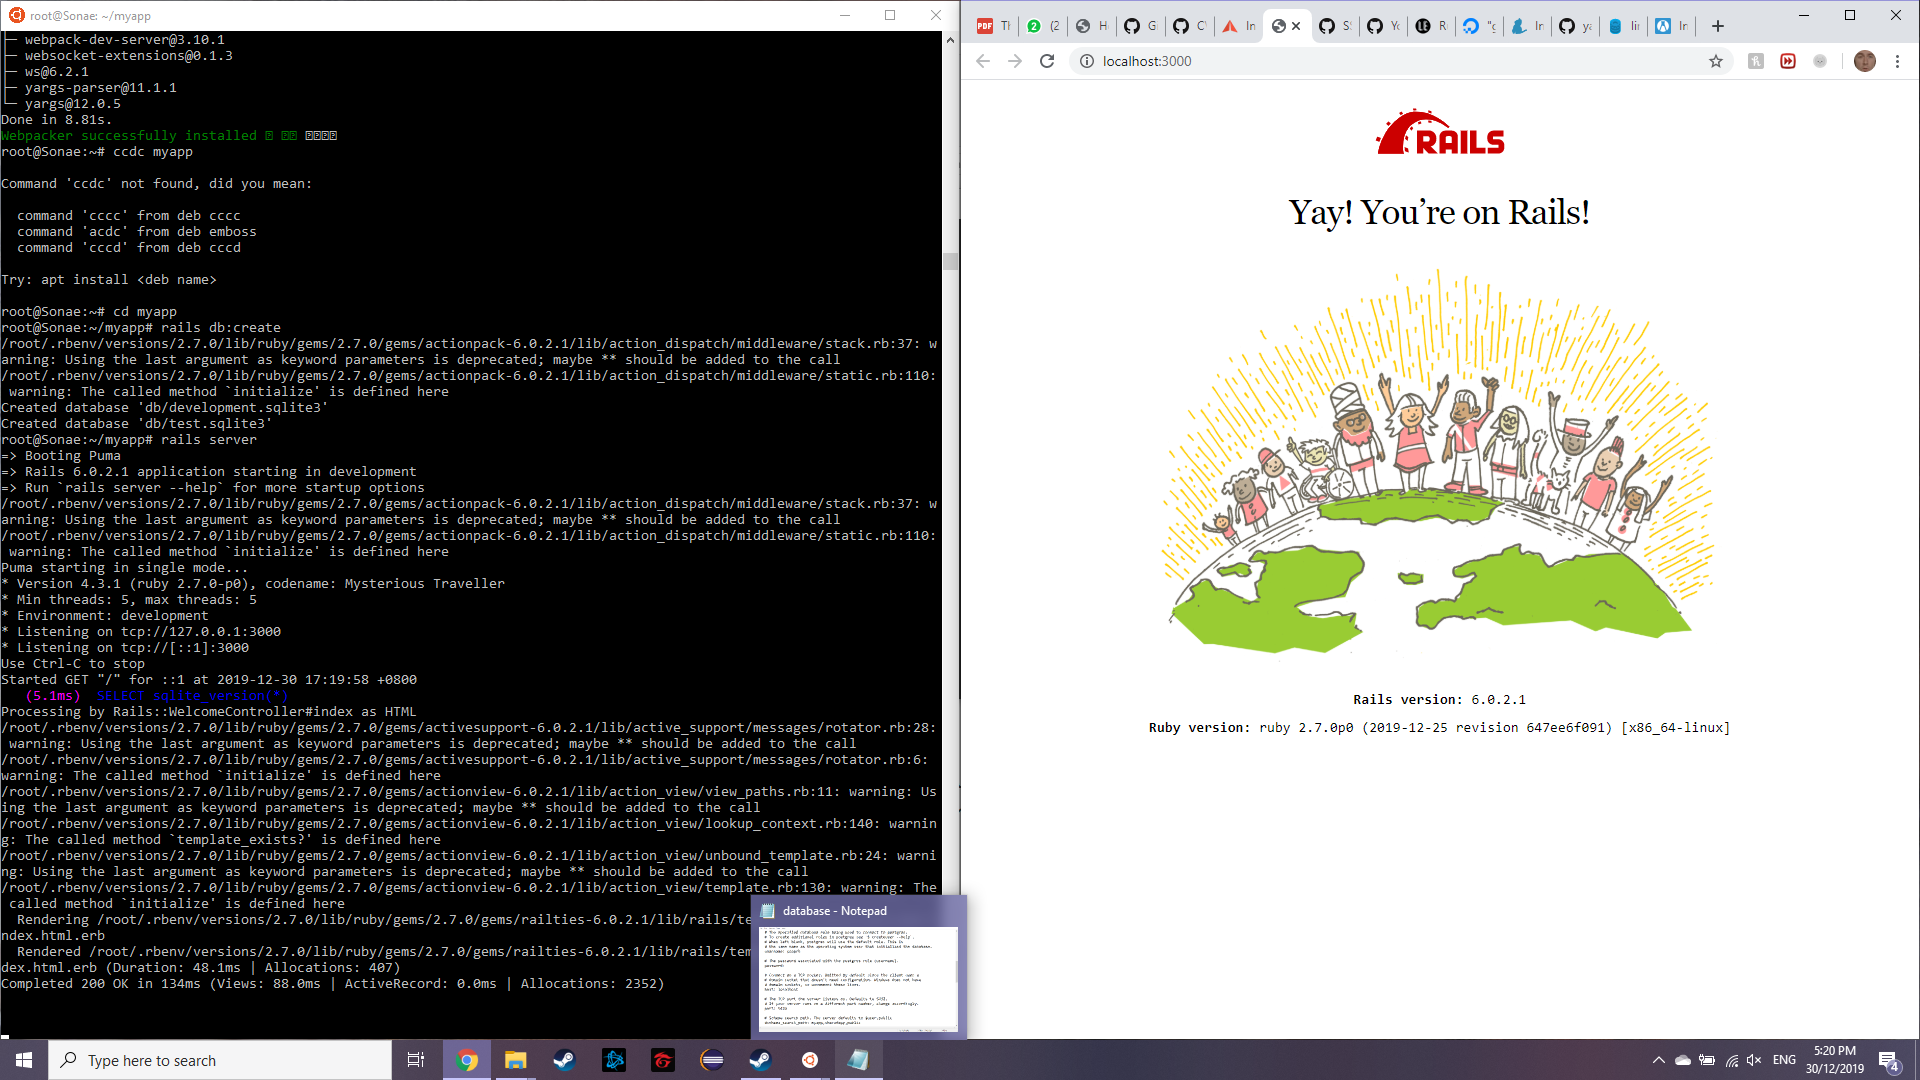 root@Sonae: ~/myapp
├─ webpack-dev-server@3.10.1
├─ websocket-extensions@0.1.3
├─ ws@6.2.1
├─ yargs-parser@11.1.1
└─ yargs@12.0.5
Done in 8.81s.
Webpacker successfully installed
root@Sonae:~# ccdc myapp
Command 'ccdc' not found, did you mean:
command 'cccc' from deb cccc
command 'acdc' from deb emboss
command 'cccd' from deb cccd
Try: apt install <deb name>
root@Sonae:~# cd myapp
root@Sonae:~/myapp# rails db:create
/root/.rbenv/versions/2.7.0/lib/ruby/gems/2.7.0/gems/actionpack-6.0.2.1/lib/action_dispatch/middleware/stack.rb:37: w
arning: Using the last argument as keyword parameters is deprecated; maybe ** should be added to the call
/root/.rbenv/versions/2.7.0/lib/ruby/gems/2.7.0/gems/actionpack-6.0.2.1/lib/action_dispatch/middleware/static.rb:110:
warning: The called method `initialize' is defined here
Created database 'db/development.sqlite3'
Created database 'db/test.sqlite3'
root@Sonae:~/myapp# rails server
=> Booting Puma
=> Rails 6.0.2.1 application starting in development
=> Run `rails server --help` for more startup options
/root/.rbenv/versions/2.7.0/lib/ruby/gems/2.7.0/gems/actionpack-6.0.2.1/lib/action_dispatch/middleware/stack.rb:37: w
arning: Using the last argument as keyword parameters is deprecated; maybe ** should be added to the call
/root/.rbenv/versions/2.7.0/lib/ruby/gems/2.7.0/gems/actionpack-6.0.2.1/lib/action_dispatch/middleware/static.rb:110:
warning: The called method `initialize' is defined here
Puma starting in single mode...
* Version 4.3.1 (ruby 2.7.0-p0), codename: Mysterious Traveller
* Min threads: 5, max threads: 5
* Environment: development
* Listening on tcp://127.0.0.1:3000
* Listening on tcp://[::1]:3000
Use Ctrl-C to stop
Started GET "/" for ::1 at 2019-12-30 17:19:58 +0800
(5.1ms) SELECT sqlite_version(*)
Processing by Rails::WelcomeController#index as HTML
/root/.rbenv/versions/2.7.0/lib/ruby/gems/2.7.0/gems/activesupport-6.0.2.1/lib/active_support/messages/rotator.rb:28:
warning: Using the last argument as keyword parameters is deprecated; maybe ** should be added to the call
/root/.rbenv/versions/2.7.0/lib/ruby/gems/2.7.0/gems/activesupport-6.0.2.1/lib/active_support/messages/rotator.rb:6:
warning: The called method `initialize' is defined here
/root/.rbenv/versions/2.7.0/lib/ruby/gems/2.7.0/gems/actionview-6.0.2.1/lib/action_view/view_paths.rb:11: warning: Us
ing the last argument as keyword parameters is deprecated; maybe ** should be added to the call
/root/.rbenv/versions/2.7.0/lib/ruby/gems/2.7.0/gems/actionview-6.0.2.1/lib/action_view/lookup_context.rb:140: warnin
g: The called method `template_exists?' is defined here
/root/.rbenv/versions/2.7.0/lib/ruby/gems/2.7.0/gems/actionview-6.0.2.1/lib/action_view/unbound_template.rb:24: warni
ng: Using the last argument as keyword parameters is deprecated; maybe ** should be added to the call
/root/.rbenv/versions/2.7.0/lib/ruby/gems/2.7.0/gems/actionview-6.0.2.1/lib/action_view/template.rb:130: warning: The
called method `initialize' is defined here
Rendering /root/.rbenv/versions/2.7.0/lib/ruby/gems/2.7.0/gems/railties-6.0.2.1/lib/rails/te
ndex.html.erb
Rendered /root/.rbenv/versions/2.7.0/lib/ruby/gems/2.7.0/gems/railties-6.0.2.1/lib/rails/tem
dex.html.erb (Duration: 48.1ms | Allocations: 407)
Completed 200 OK in 134ms (Views: 88.0ms | ActiveRecord: 0.0ms | Allocations: 2352)
database - Notepad
localhost:3000
RAILS
Yay! You’re on Rails!
Rails version: 6.0.2.1
Ruby version: ruby 2.7.0p0 (2019-12-25 revision 647ee6f091) [x86_64-linux]
Type here to search
ENG
5:20 PM
30/12/2019
4